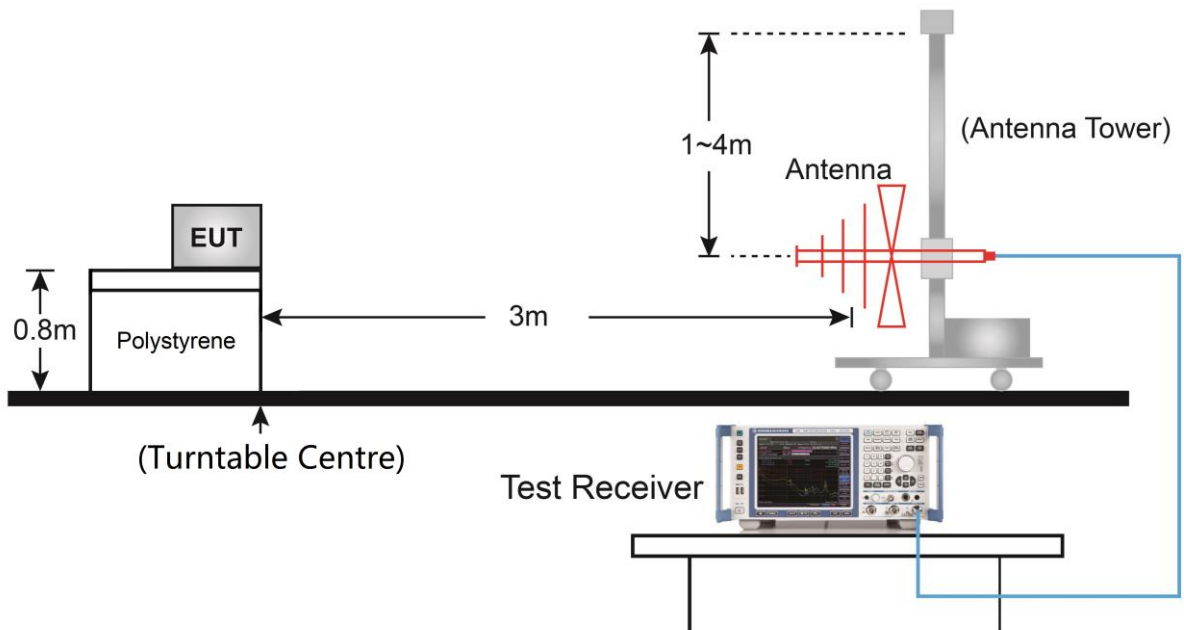 1~4m
(Antenna Tower)
Antenna
EUT
0.8m
Polystyrene
3m
(Turntable Centre)
Test Receiver